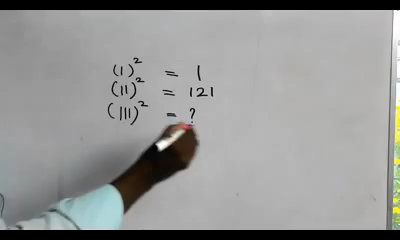 (1)² = 1
(11)² = 121
(111)² = ?